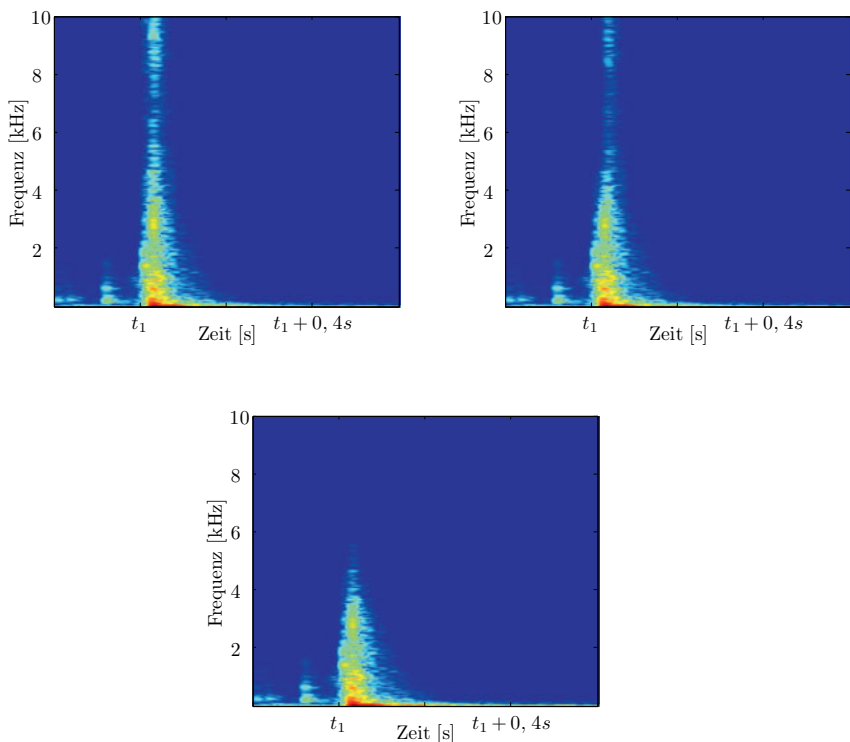 10
8
6
4
2
Frequenz [kHz]
t₁
t₁ + 0, 4s
Zeit [s]
10
8
6
4
2
Frequenz [kHz]
t₁
t₁ + 0, 4s
Zeit [s]
10
8
6
4
2
Frequenz [kHz]
t₁
t₁ + 0, 4s
Zeit [s]